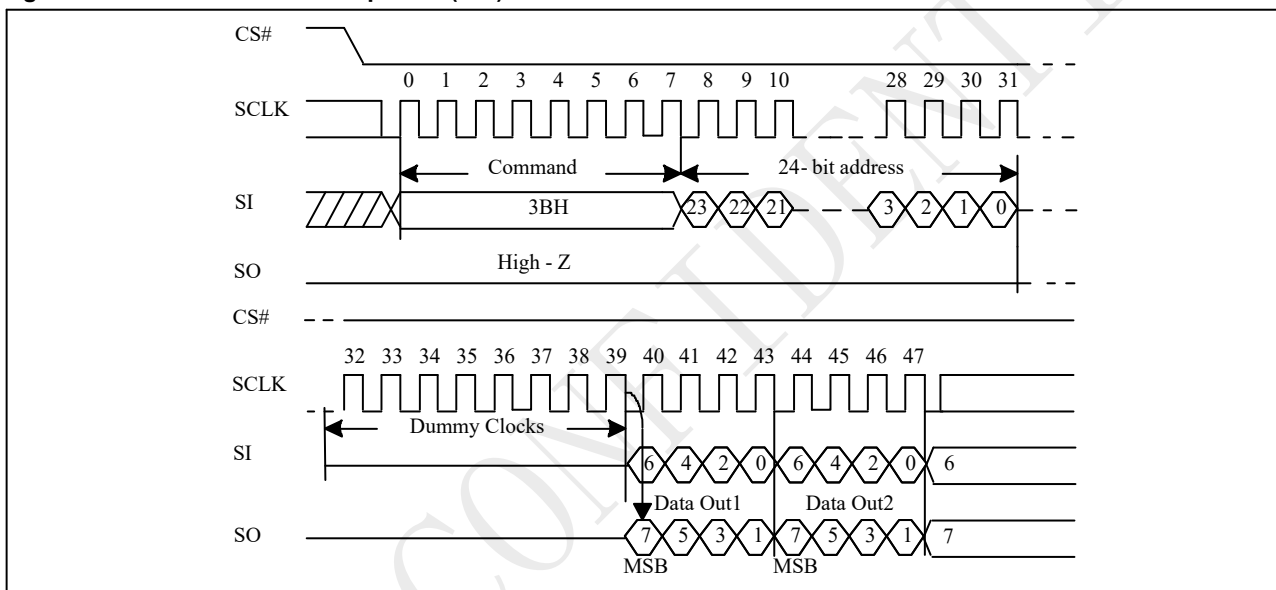 CS#
0 1 2 3 4 5 6 7 8 9 10 28 29 30 31
SCLK
Command 24- bit address
SI 3BH 23 22 21 3 2 1 0
High - Z
SO
CS#
32 33 34 35 36 37 38 39 40 41 42 43 44 45 46 47
SCLK
Dummy Clocks
SI 6 4 2 0 6 4 2 0 6
Data Out1 Data Out2
SO 7 5 3 1 7 5 3 1 7
MSB MSB
CONFIDENT